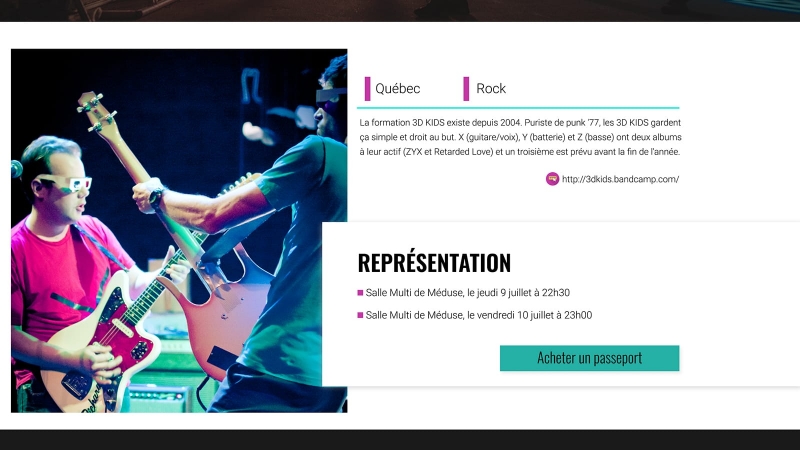 Québec
Rock
La formation 3D KIDS existe depuis 2004. Puriste de punk '77, les 3D KIDS gardent
ça simple et droit au but. X (guitare/voix), Y (batterie) et Z (basse) ont deux albums
à leur actif (ZYX et Retarded Love) et un troisième est prévu avant la fin de l'année.
http://3dkids.bandcamp.com/
REPRÉSENTATION
Salle Multi de Méduse, le jeudi 9 juillet à 22h30
Salle Multi de Méduse, le vendredi 10 juillet à 23h00
Acheter un passeport